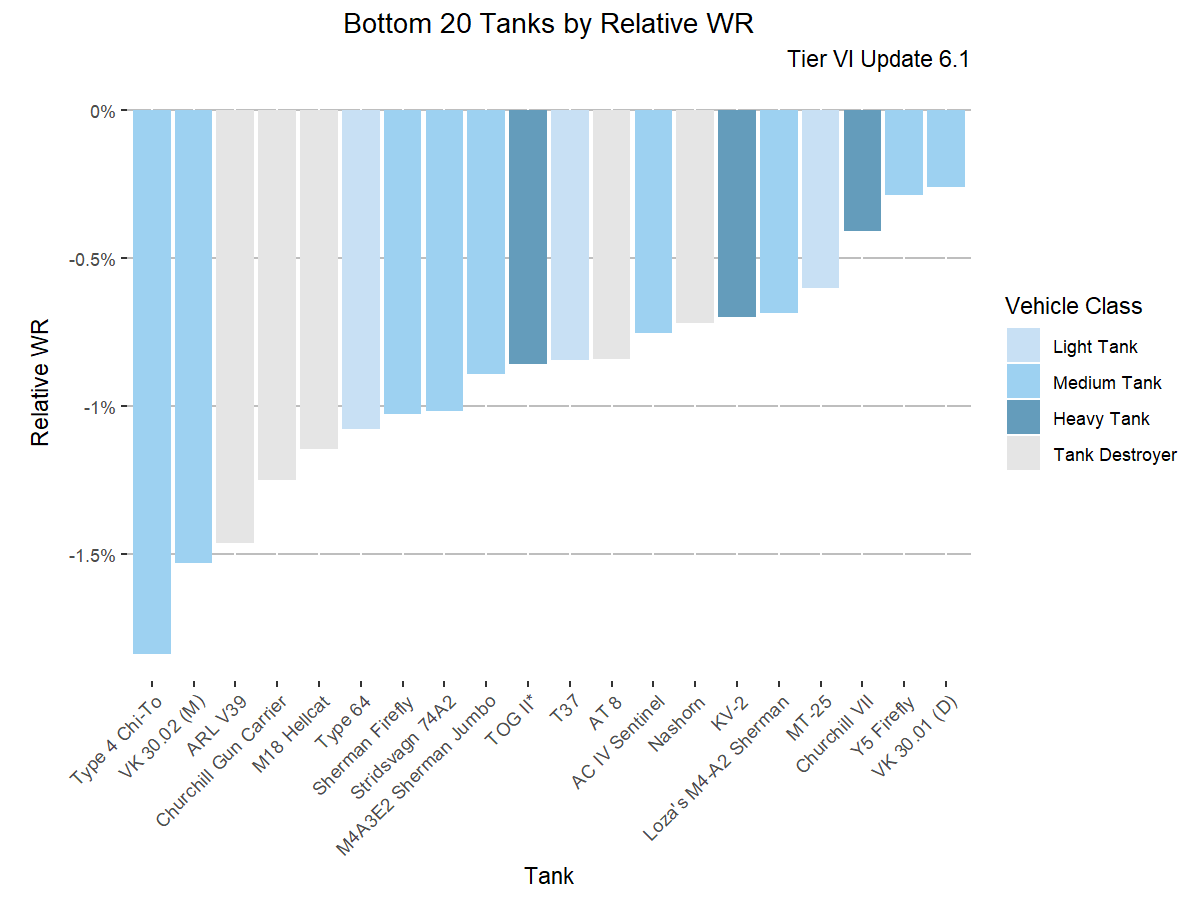 Bottom 20 Tanks by Relative WR
Tier VI Update 6.1
0%
-0.5%
-1%
-1.5%
Relative WR
Type 4 Chi-To
VK 30.02 (M)
ARL V39
Churchill Gun Carrier
M18 Hellcat
Type 64
Sherman Firefly
Stridsvagn 74A2
M4A3E2 Sherman Jumbo
TOG II*
T37
AT 8
AC IV Sentinel
Nashorn
KV-2
Loza's M4-A2 Sherman
MT-25
Churchill VII
Y5 Firefly
VK 30.01 (D)
Tank
Vehicle Class
Light Tank
Medium Tank
Heavy Tank
Tank Destroyer